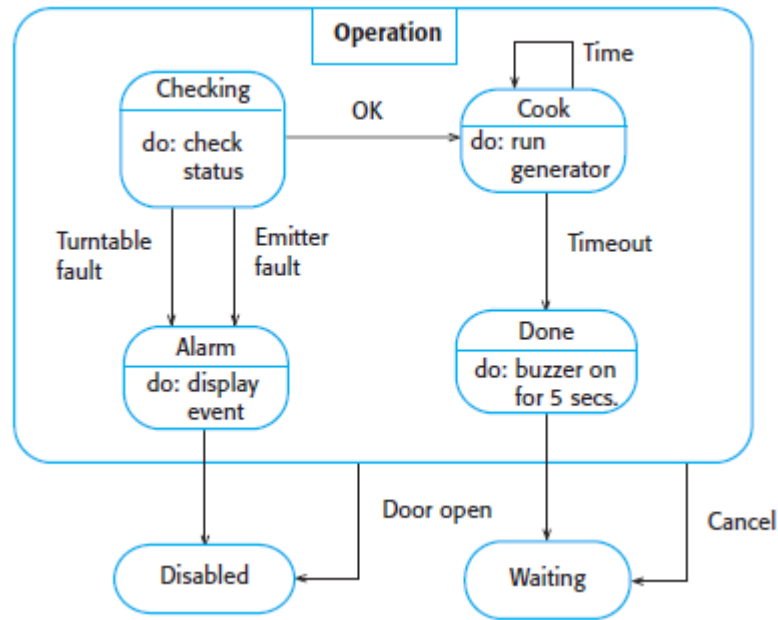 Operation
Time
Checking
do: check
status
OK
Cook
do: run
generator
Turntable
fault
Emitter
fault
Timeout
Alarm
do: display
event
Done
do: buzzer on
for 5 secs.
Door open
Cancel
Disabled
Waiting